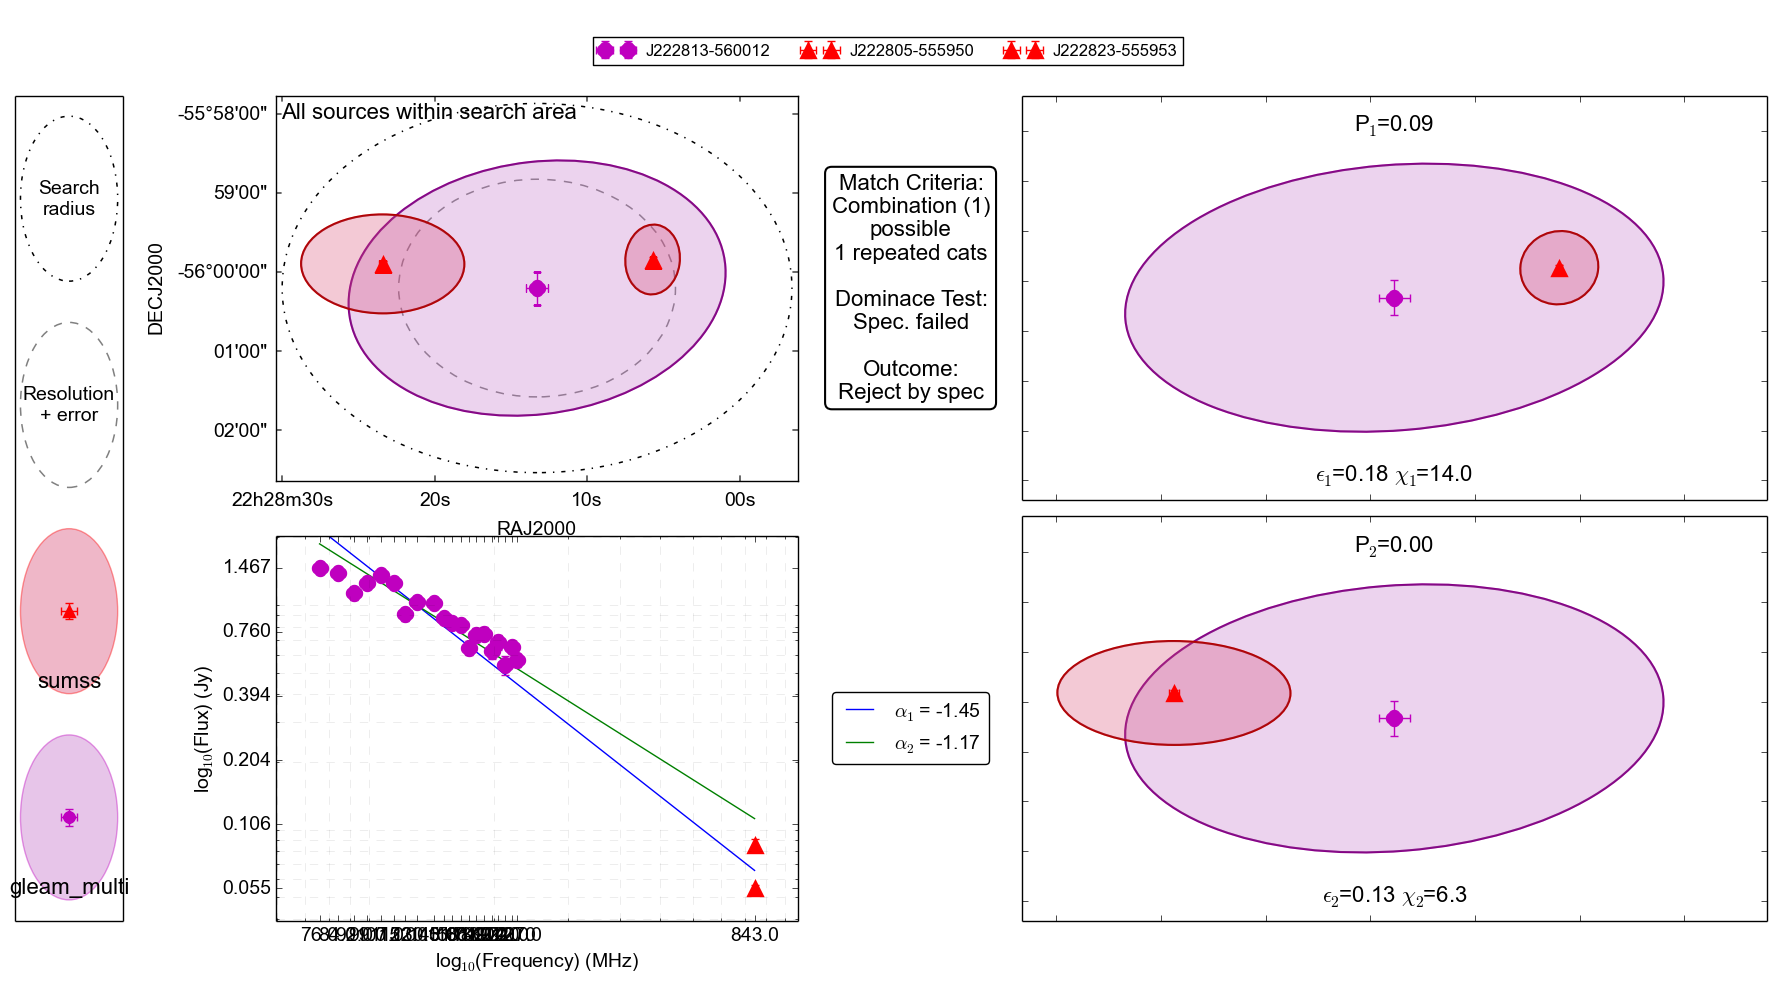 J222813-560012 J222805-555950 J222823-555953
Search
radius
Resolution
+ error
sumss
gleam_multi
All sources within search area
DECJ2000
-55°58'00"
59'00"
-56°00'00"
01'00"
02'00"
22h28m30s 20s 10s 00s
RAJ2000
Match Criteria:
Combination (1)
possible
1 repeated cats
Dominace Test:
Spec. failed
Outcome:
Reject by spec
P1=0.09
ϵ1=0.18 χ1=14.0
P2=0.00
ϵ2=0.13 χ2=6.3
log10(Flux) (Jy)
1.467
0.760
0.394
0.204
0.106
0.055
843.0
log10(Frequency) (MHz)
α1 = -1.45
α2 = -1.17